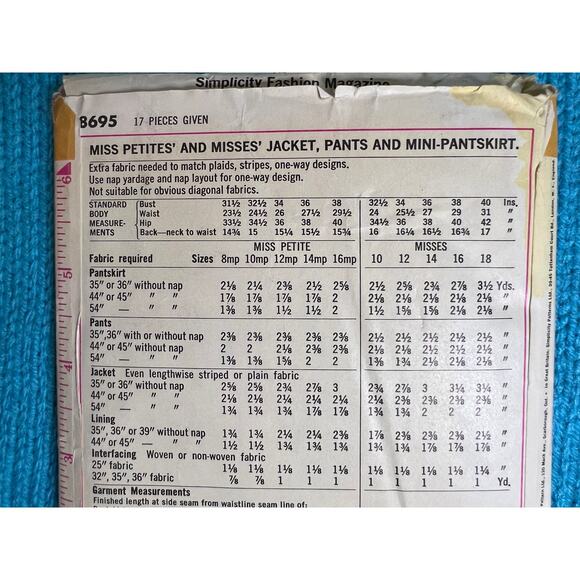 Simplicity Fashion Magazine
8695 17 PIECES GIVEN
MISS PETITES' AND MISSES' JACKET, PANTS AND MINI-PANTSKIRT.
Extra fabric needed to match plaids, stripes, one-way designs.
Use nap yardage and nap layout for one-way design.
Not suitable for obvious diagonal fabrics.
STANDARD Bust 31½ 32½ 34 36 38 32½ 34 36 38 40 Ins.
BODY Waist 23½ 24½ 26 27½ 29½ 24 25½ 27 29 31 "
MEASURE- Hip 33½ 34½ 36 38 40 34½ 36 38 40 42 "
MENTS Back—neck to waist 14¾ 15 15¼ 15½ 15¾ 16 16¼ 16½ 16¾ 17 "
MISS PETITE MISSES
Fabric required Sizes 8mp 10mp 12mp 14mp 16mp 10 12 14 16 18
Pantskirt
35" or 36" without nap 2⅛ 2¼ 2⅜ 2½ 2⅝ 2½ 2⅝ 2¾ 2⅞ 3½ Yds.
44" or 45" " " 1⅞ 1⅞ 1⅞ 1⅞ 2 2⅛ 2⅛ 2⅛ 2⅛ 2⅛ "
54" — " " 1⅜ 1⅜ 1½ 1½ 2 1½ 1⅝ 1⅝ 2⅛ 2⅛ "
Pants
35",36" with or without nap 2⅜ 2⅜ 2⅜ 2⅜ 2⅜ 2½ 2½ 2½ 2½ 2½ "
44" or 45" without nap 2 2 2⅛ 2⅜ 2⅜ 2⅛ 2½ 2½ 2½ 2½ "
54" — " " 1⅜ 1⅜ 1⅝ 2 2 1⅜ 1¾ 2⅛ 2⅛ 2⅛ "
Jacket Even lengthwise striped or plain fabric
35" or 36" without nap 2⅝ 2⅝ 2¾ 2⅞ 3 2¾ 2⅞ 3 3¼ 3¼ "
44" or 45" " " 2⅛ 2⅛ 2¼ 2¼ 2¼ 2¼ 2¼ 2⅜ 2⅜ 2⅜ "
54" — " " 1¾ 1¾ 1¾ 1⅞ 1⅞ 1¾ 1¾ 2 2 2 "
Lining
35", 36" or 39" without nap 1¾ 1¾ 2¼ 2¼ 2⅜ 1⅞ 2⅜ 2⅜ 2⅜ 2½ "
44" or 45" — " " 1½ 1½ 1¾ 1¾ 1¾ 1¾ 1¾ 1⅞ 1⅞ 1⅞ "
Interfacing Woven or non-woven fabric
25" fabric 1⅛ 1⅛ 1⅛ 1⅛ 1⅛ 1⅛ 1⅛ 1⅛ 1⅛ 1¼ "
32", 35", 36" fabric ⅞ ⅞ 1 1 1 1 1 1 1 1 Yd.
Garment Measurements
Finished length at side seam from waistline seam line of:
6
5
4
3